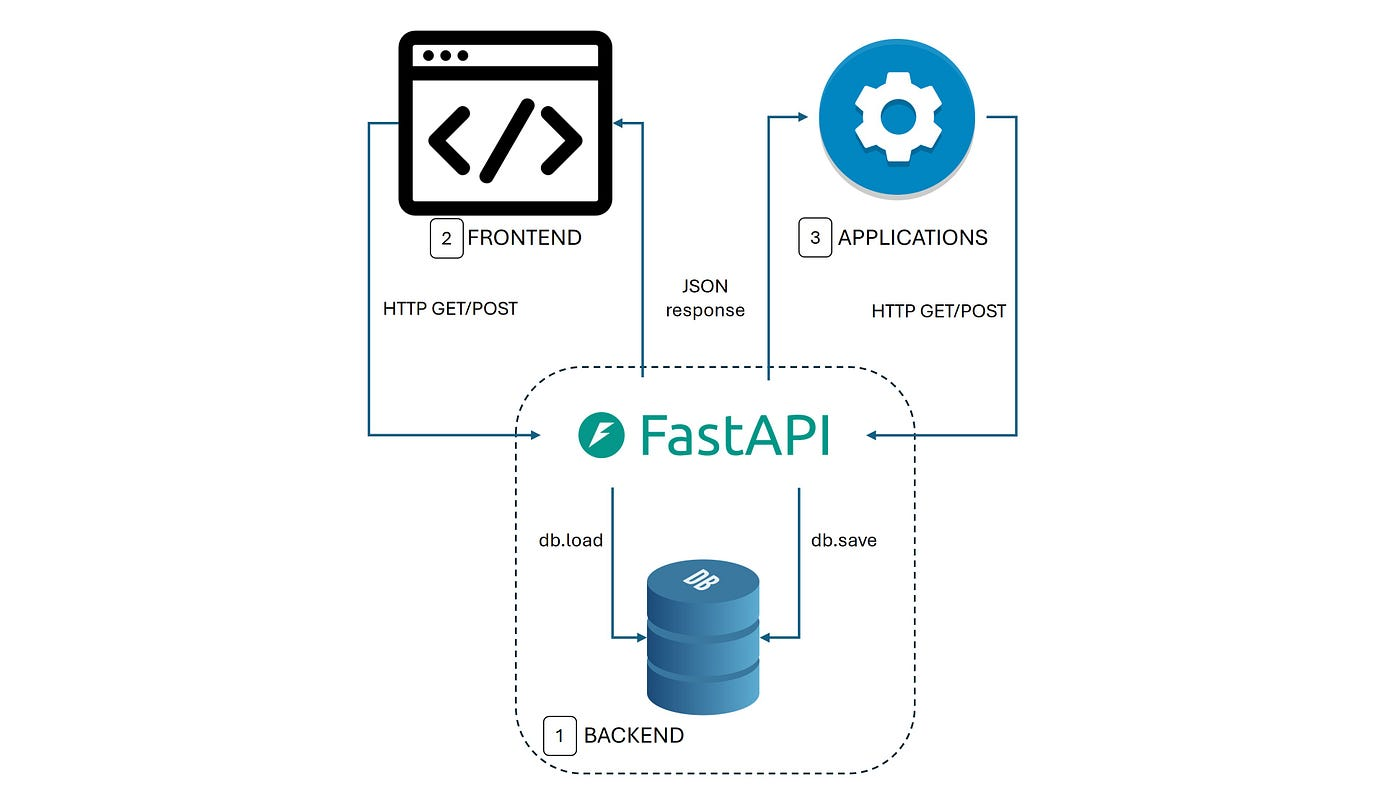 2 FRONTEND
3 APPLICATIONS
HTTP GET/POST
JSON
response
HTTP GET/POST
FastAPI
db.load
db.save
DB
1 BACKEND